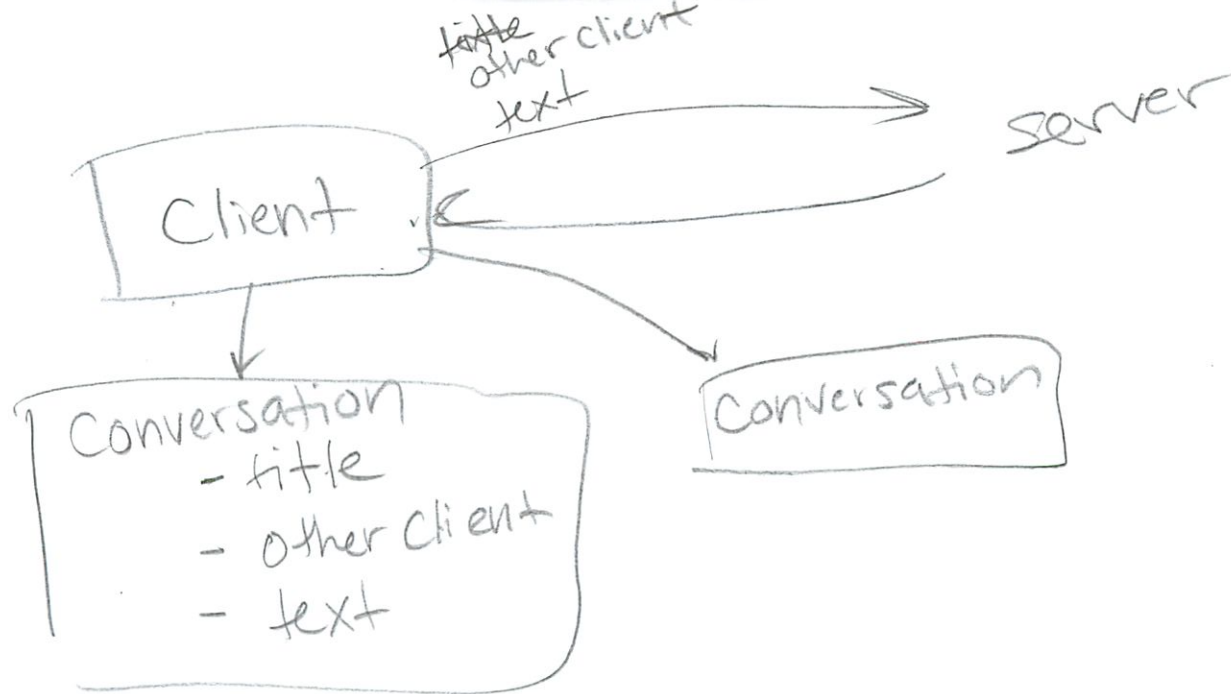 title
other client
text
server
Client
Conversation
- title
- other Client
- text
Conversation